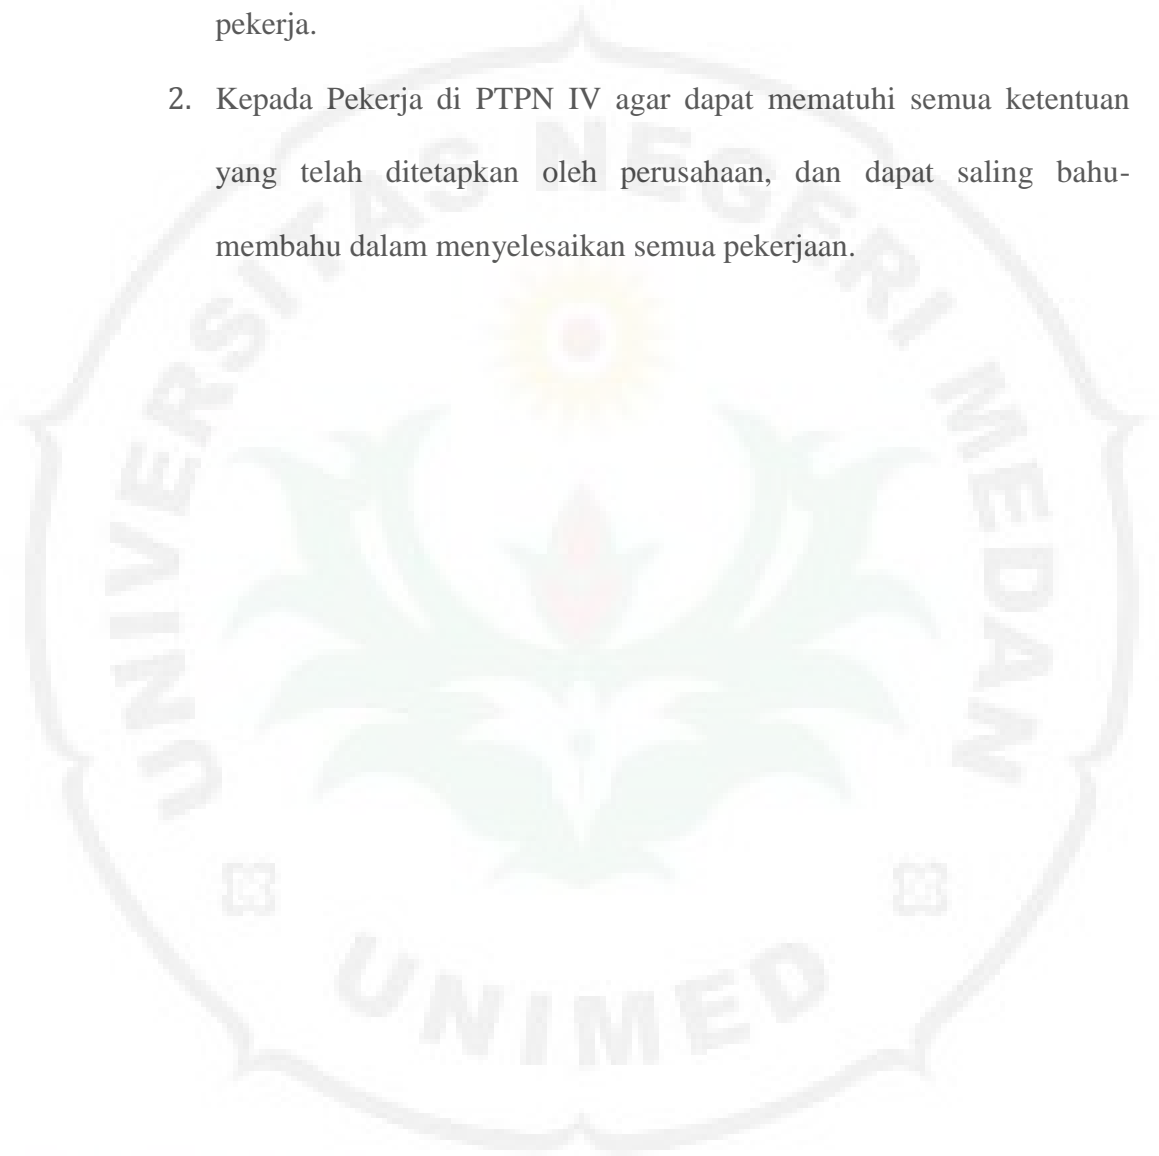 pekerja.
2. Kepada Pekerja di PTPN IV agar dapat mematuhi semua ketentuan
yang telah ditetapkan oleh perusahaan, dan dapat saling bahu-
membahu dalam menyelesaikan semua pekerjaan.
UNIVERSITAS NEGERI MEDAN
UNIMED